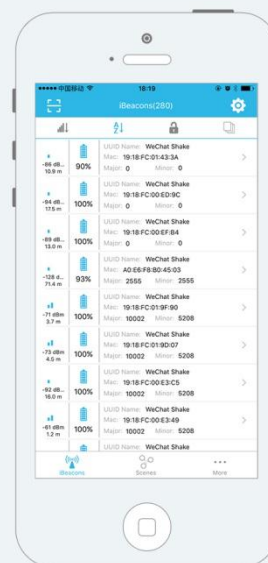 中国移动
18:19
iBeacons(280)
UUID Name: WeChat Shake
Mac: 19:18:FC:01:43:3A
Major: 0 Minor: 0
-86 dB...
10.9 m
90%
UUID Name: WeChat Shake
Mac: 19:18:FC:00:ED:9C
Major: 0 Minor: 0
-94 dB...
17.5 m
100%
UUID Name: WeChat Shake
Mac: 19:18:FC:00:EF:B4
Major: 0 Minor: 0
-89 dB...
13.0 m
100%
UUID Name: WeChat Shake
Mac: A0:E6:F8:B0:45:03
Major: 2555 Minor: 2555
-128 d...
71.4 m
93%
UUID Name: WeChat Shake
Mac: 19:18:FC:01:9F:90
Major: 10002 Minor: 5208
-71 dBm
3.7 m
100%
UUID Name: WeChat Shake
Mac: 19:18:FC:01:9D:07
Major: 10002 Minor: 5208
-73 dBm
4.5 m
100%
UUID Name: WeChat Shake
Mac: 19:18:FC:00:E3:C5
Major: 10002 Minor: 5208
-92 dB...
16.0 m
100%
UUID Name: WeChat Shake
Mac: 19:18:FC:00:E3:49
Major: 10002 Minor: 5208
-61 dBm
1.2 m
100%
UUID Name: WeChat Shake
iBeacons
Scenes
More